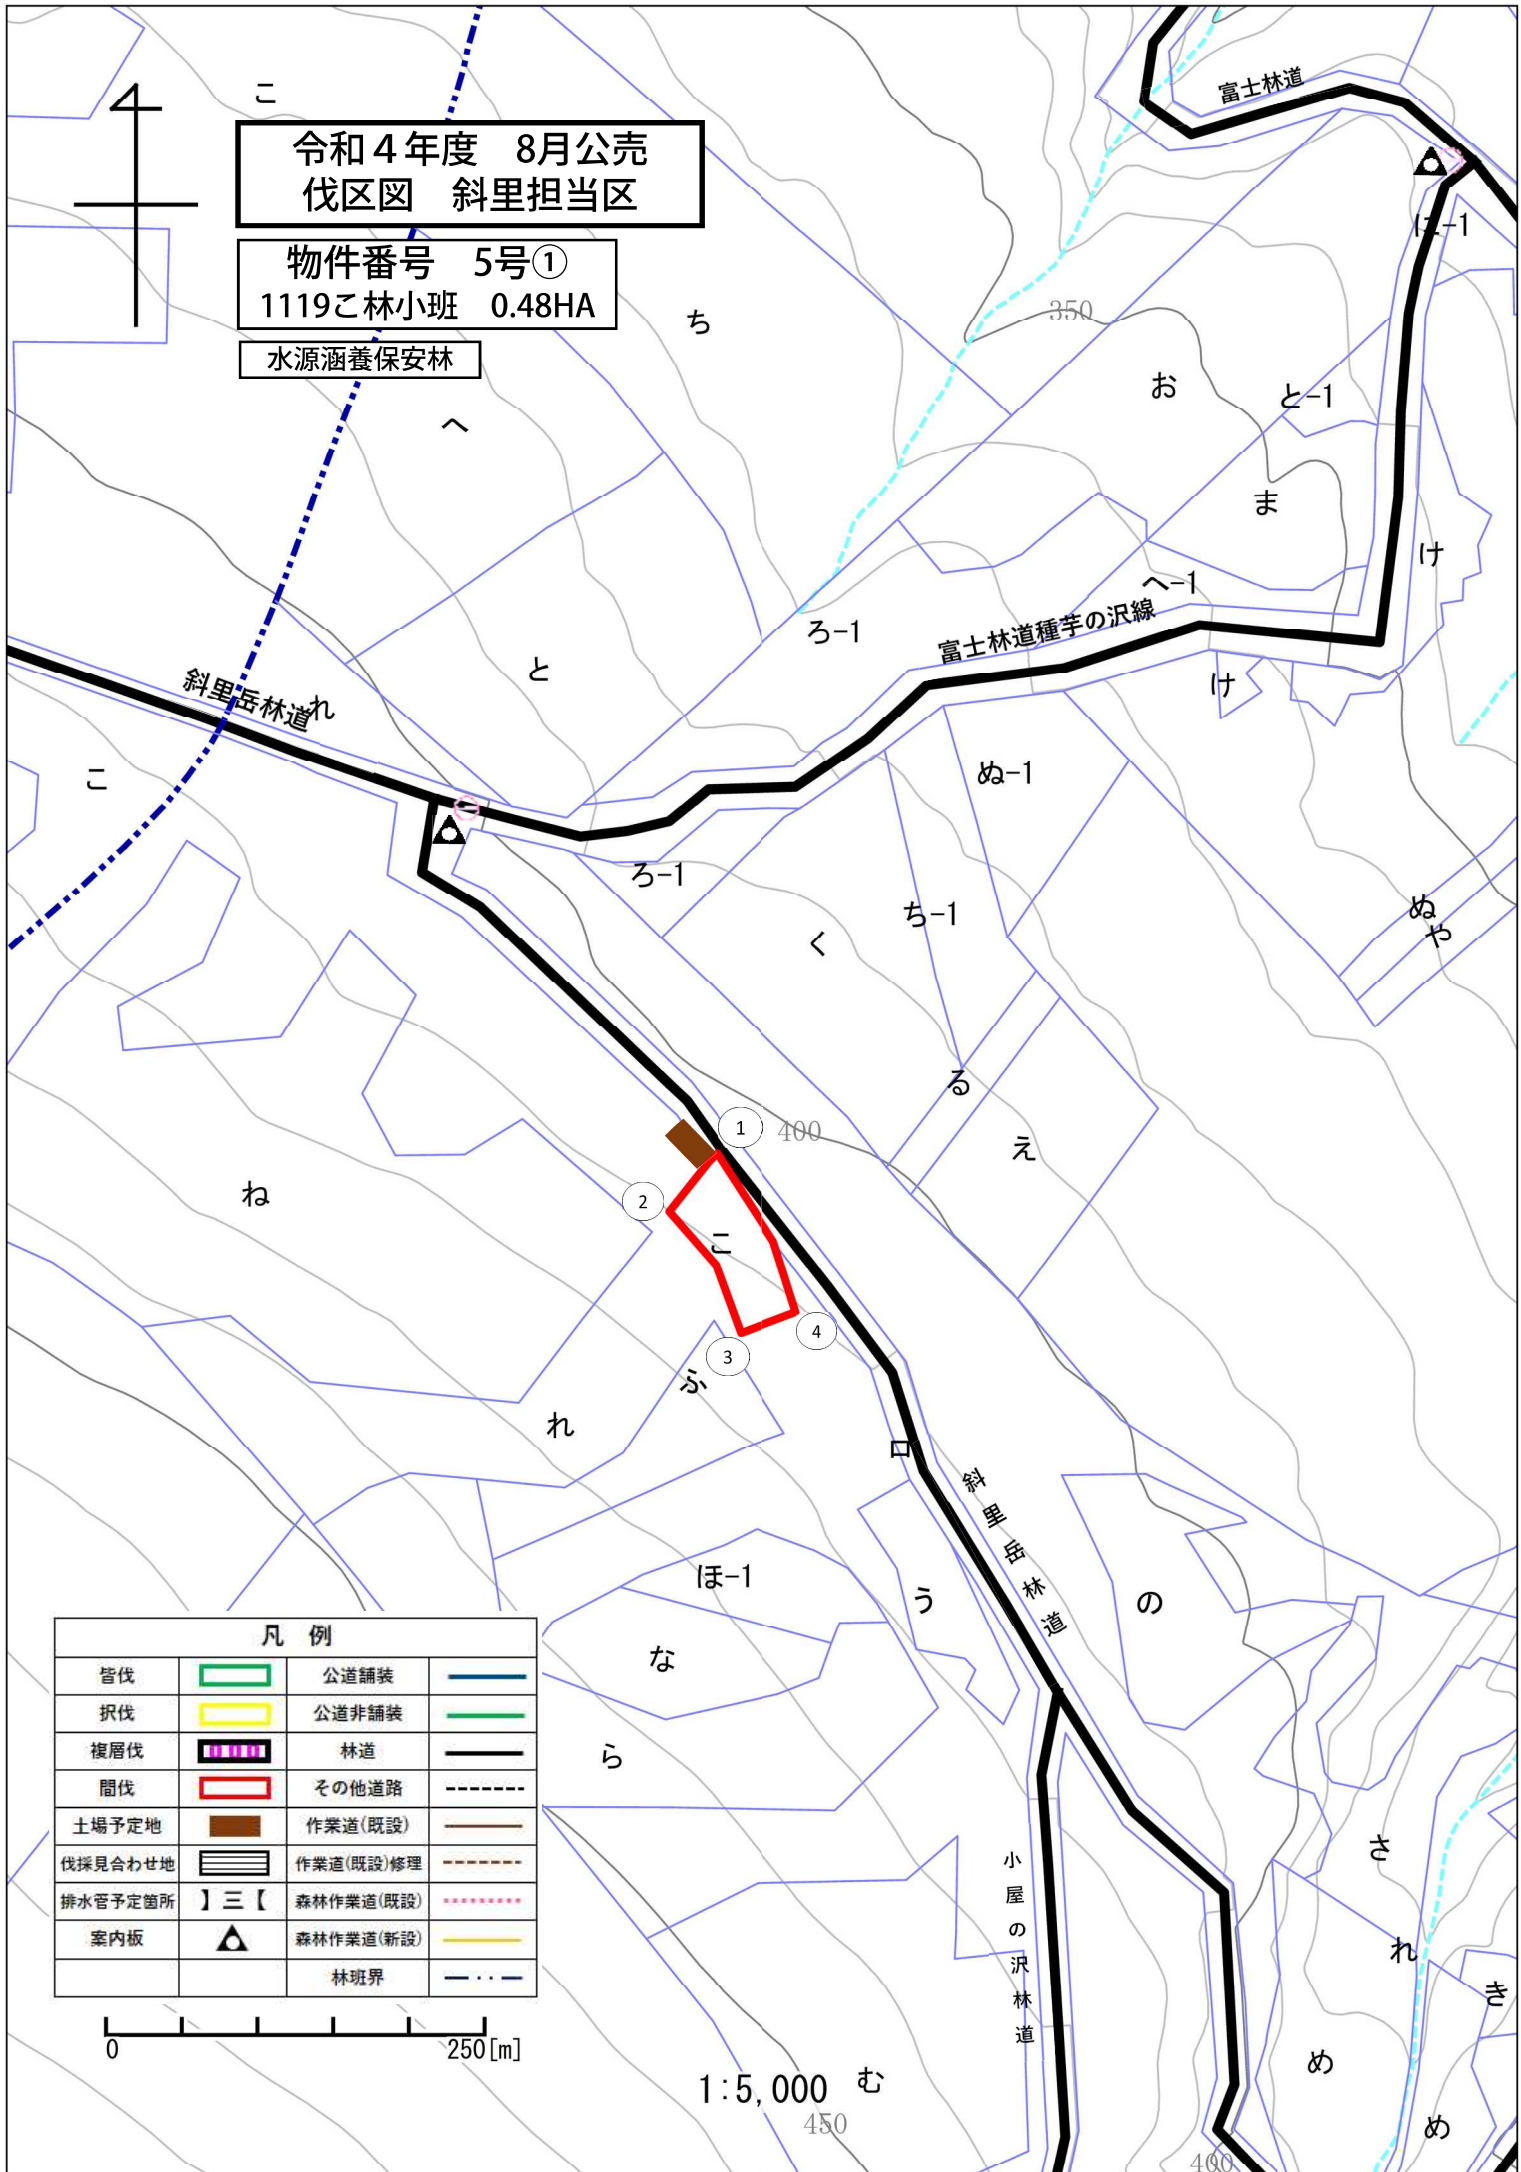 こ
令和４年度　8月公売
伐区図　斜里担当区
物件番号　5号①
1119こ林小班　0.48HA
水源涵養保安林
富士林道
に-1
ち
350
お
と-1
へ
ま
け
へ-1
ろ-1
富士林道種芋の沢線
と
け
斜里岳林道
れ
こ
ぬ-1
ろ-1
ち-1
く
ぬ
や
る
1
400
え
ね
2
こ
4
3
ふ
れ
ロ
斜里岳林道
ほ-1
う
の
な
ら
さ
小屋の沢林道
れ
き
め
む
め
凡　例
皆伐　公道舗装
択伐　公道非舗装
複層伐　林道
間伐　その他道路
土場予定地　作業道(既設)
伐採見合わせ地　作業道(既設)修理
排水管予定箇所　】三【　森林作業道(既設)
案内板　森林作業道(新設)
林班界
0　250[m]
1:5,000
450
400